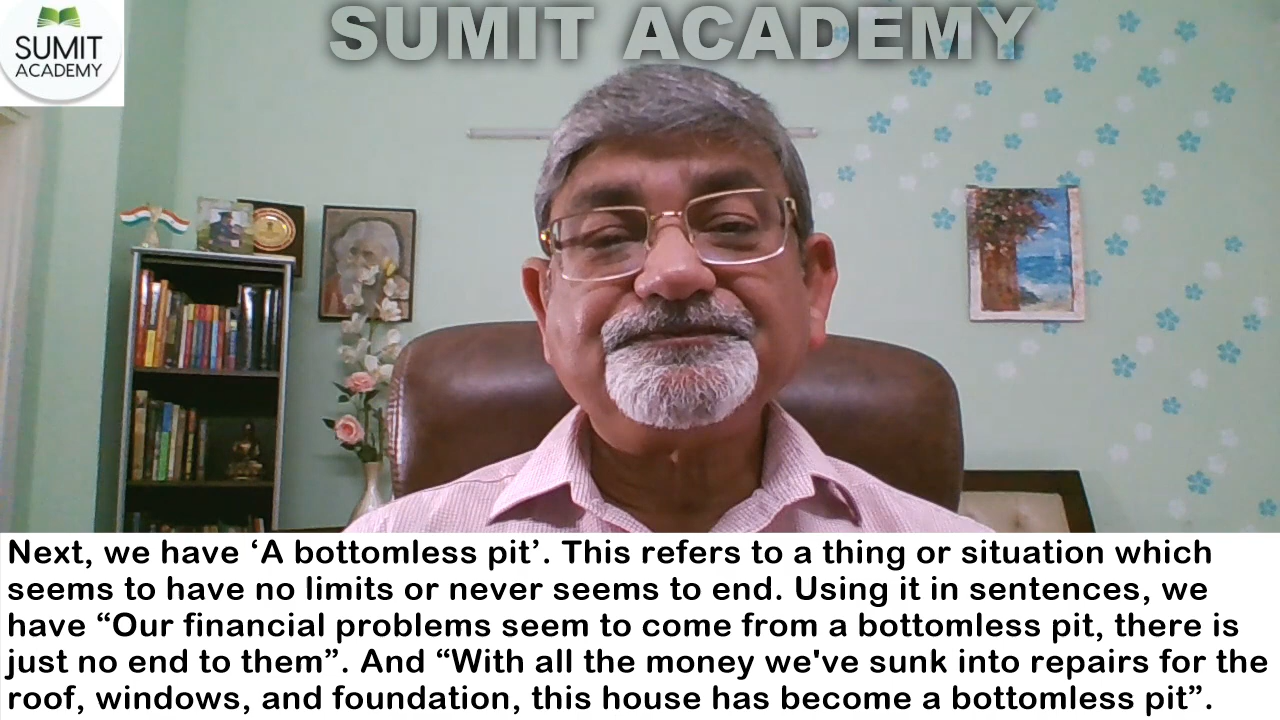 SUMIT
ACADEMY
SUMIT ACADEMY
Next, we have ‘A bottomless pit’. This refers to a thing or situation which
seems to have no limits or never seems to end. Using it in sentences, we
have “Our financial problems seem to come from a bottomless pit, there is
just no end to them”. And “With all the money we've sunk into repairs for the
roof, windows, and foundation, this house has become a bottomless pit”.